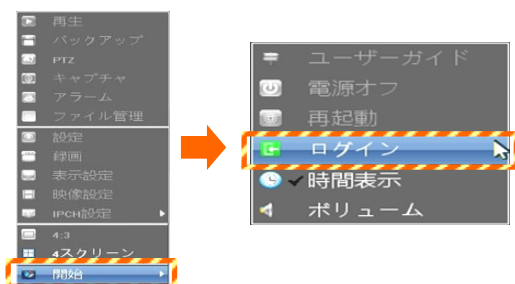 再生
バックアップ
PTZ
キャプチャ
アラーム
ファイル管理
設定
録画
表示設定
映像設定
IPCH設定
4:3
4スクリーン
開始
ユーザーガイド
電源オフ
再起動
ログイン
時間表示
ボリューム